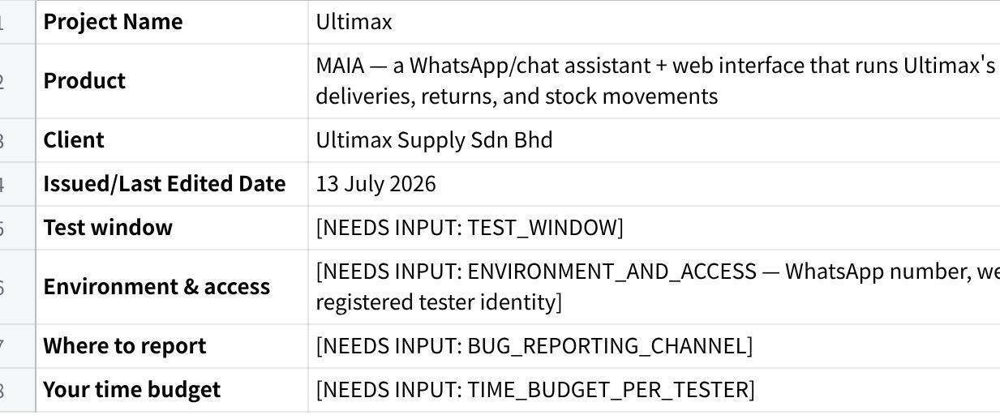 1 Project Name Ultimax
2 Product MAIA — a WhatsApp/chat assistant + web interface that runs Ultimax's
deliveries, returns, and stock movements
3 Client Ultimax Supply Sdn Bhd
4 Issued/Last Edited Date 13 July 2026
5 Test window [NEEDS INPUT: TEST_WINDOW]
6 Environment & access [NEEDS INPUT: ENVIRONMENT_AND_ACCESS — WhatsApp number,
registered tester identity]
7 Where to report [NEEDS INPUT: BUG_REPORTING_CHANNEL]
8 Your time budget [NEEDS INPUT: TIME_BUDGET_PER_TESTER]